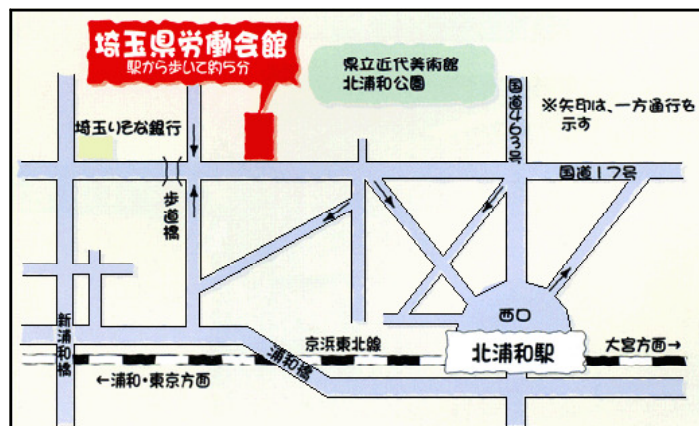 埼玉県労働会館
駅から歩いて約5分
県立近代美術館
北浦和公園
国道463号
※矢印は、一方通行を
示す
埼玉りそな銀行
国道17号
歩道橋
新浦和橋
西口
京浜東北線
浦和橋
北浦和駅
大宮方面→
←浦和・東京方面